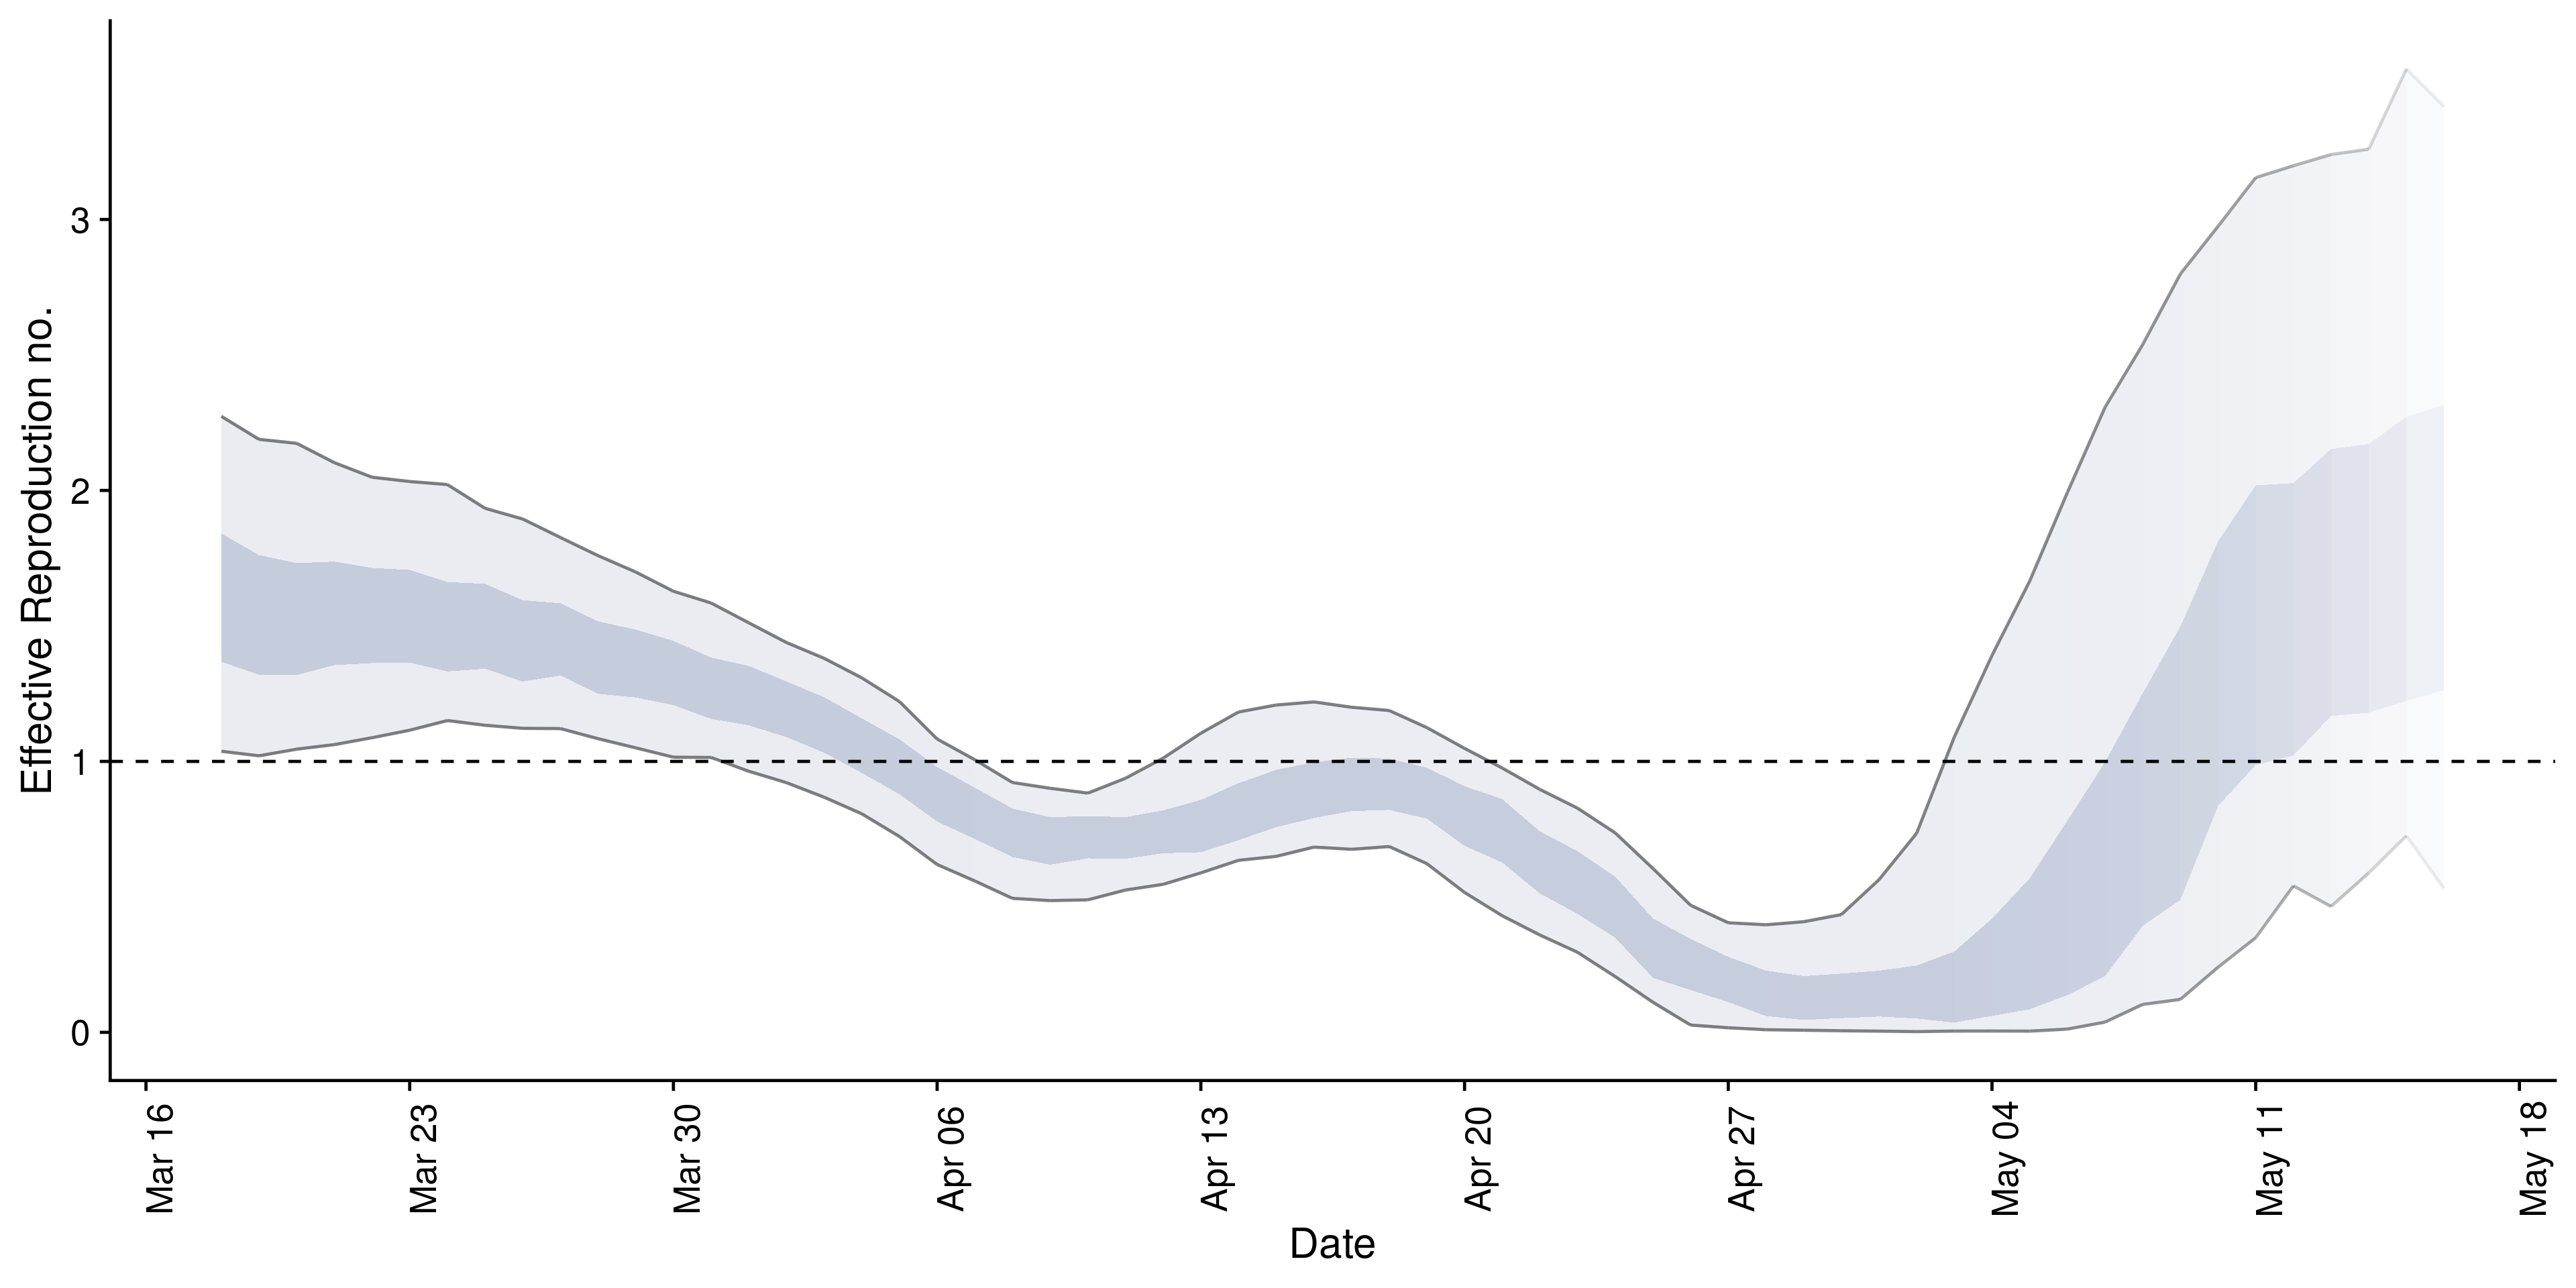 Effective Reproduction no.
3
2
1
0
Mar 16
Mar 23
Mar 30
Apr 06
Apr 13
Apr 20
Apr 27
May 04
May 11
May 18
Date